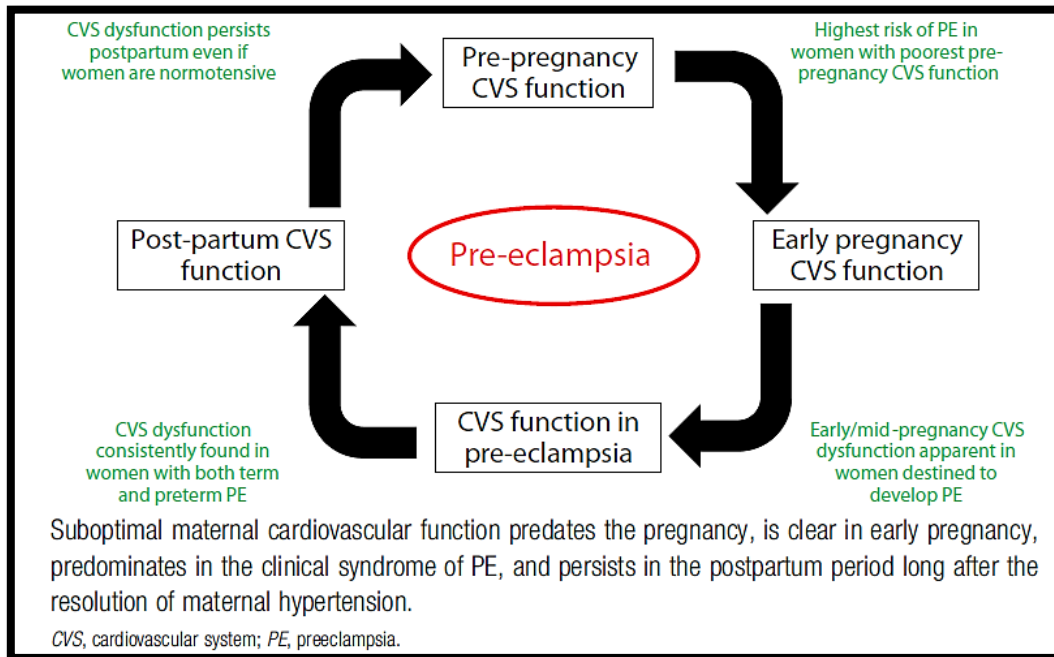 CVS dysfunction persists
postpartum even if
women are normotensive
Pre-pregnancy
CVS function
Highest risk of PE in
women with poorest pre-
pregnancy CVS function
Post-partum CVS
function
Pre-eclampsia
Early pregnancy
CVS function
CVS dysfunction
consistently found in
women with both term
and preterm PE
CVS function in
pre-eclampsia
Early/mid-pregnancy CVS
dysfunction apparent in
women destined to
develop PE
Suboptimal maternal cardiovascular function predates the pregnancy, is clear in early pregnancy,
predominates in the clinical syndrome of PE, and persists in the postpartum period long after the
resolution of maternal hypertension.
CVS, cardiovascular system; PE, preeclampsia.